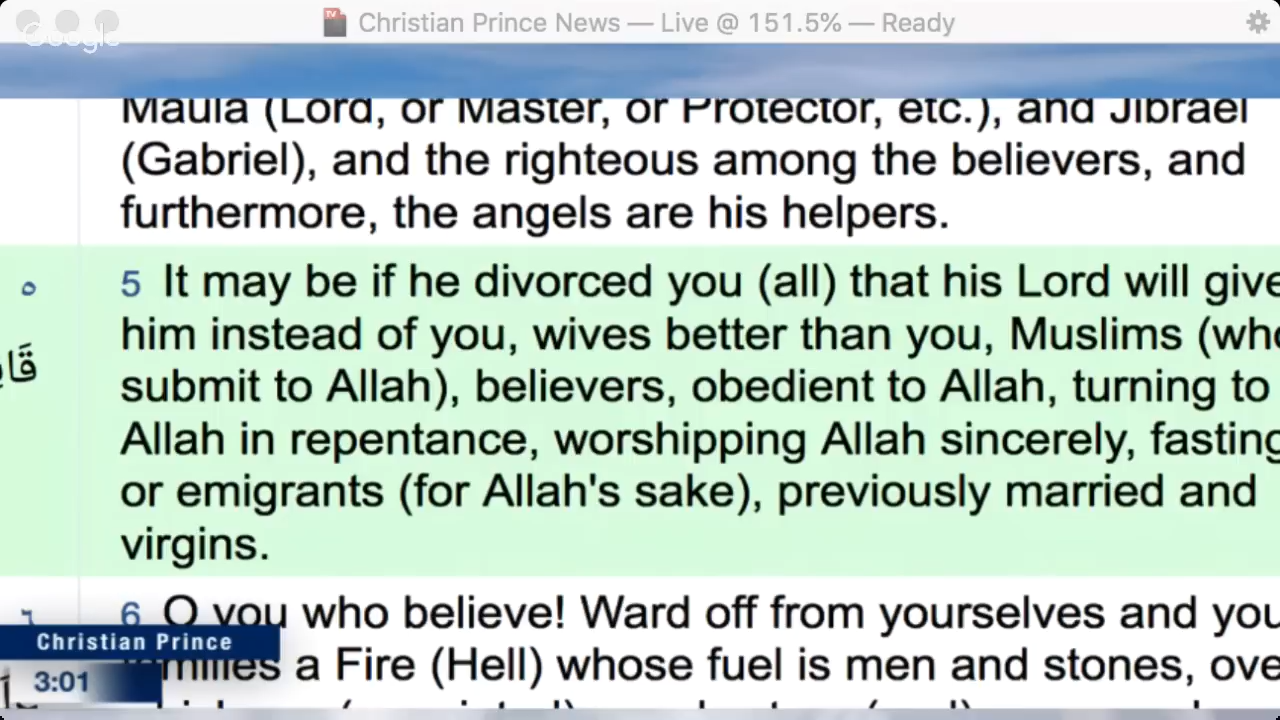 Christian Prince News — Live @ 151.5% — Ready
Google
Maula (Lord, or Master, or Protector, etc.), and Jibrael
(Gabriel), and the righteous among the believers, and
furthermore, the angels are his helpers.
٥
5 It may be if he divorced you (all) that his Lord will give
him instead of you, wives better than you, Muslims (who
submit to Allah), believers, obedient to Allah, turning to
Allah in repentance, worshipping Allah sincerely, fasting
or emigrants (for Allah's sake), previously married and
virgins.
6 O you who believe! Ward off from yourselves and you
families a Fire (Hell) whose fuel is men and stones, ove
Christian Prince
3:01